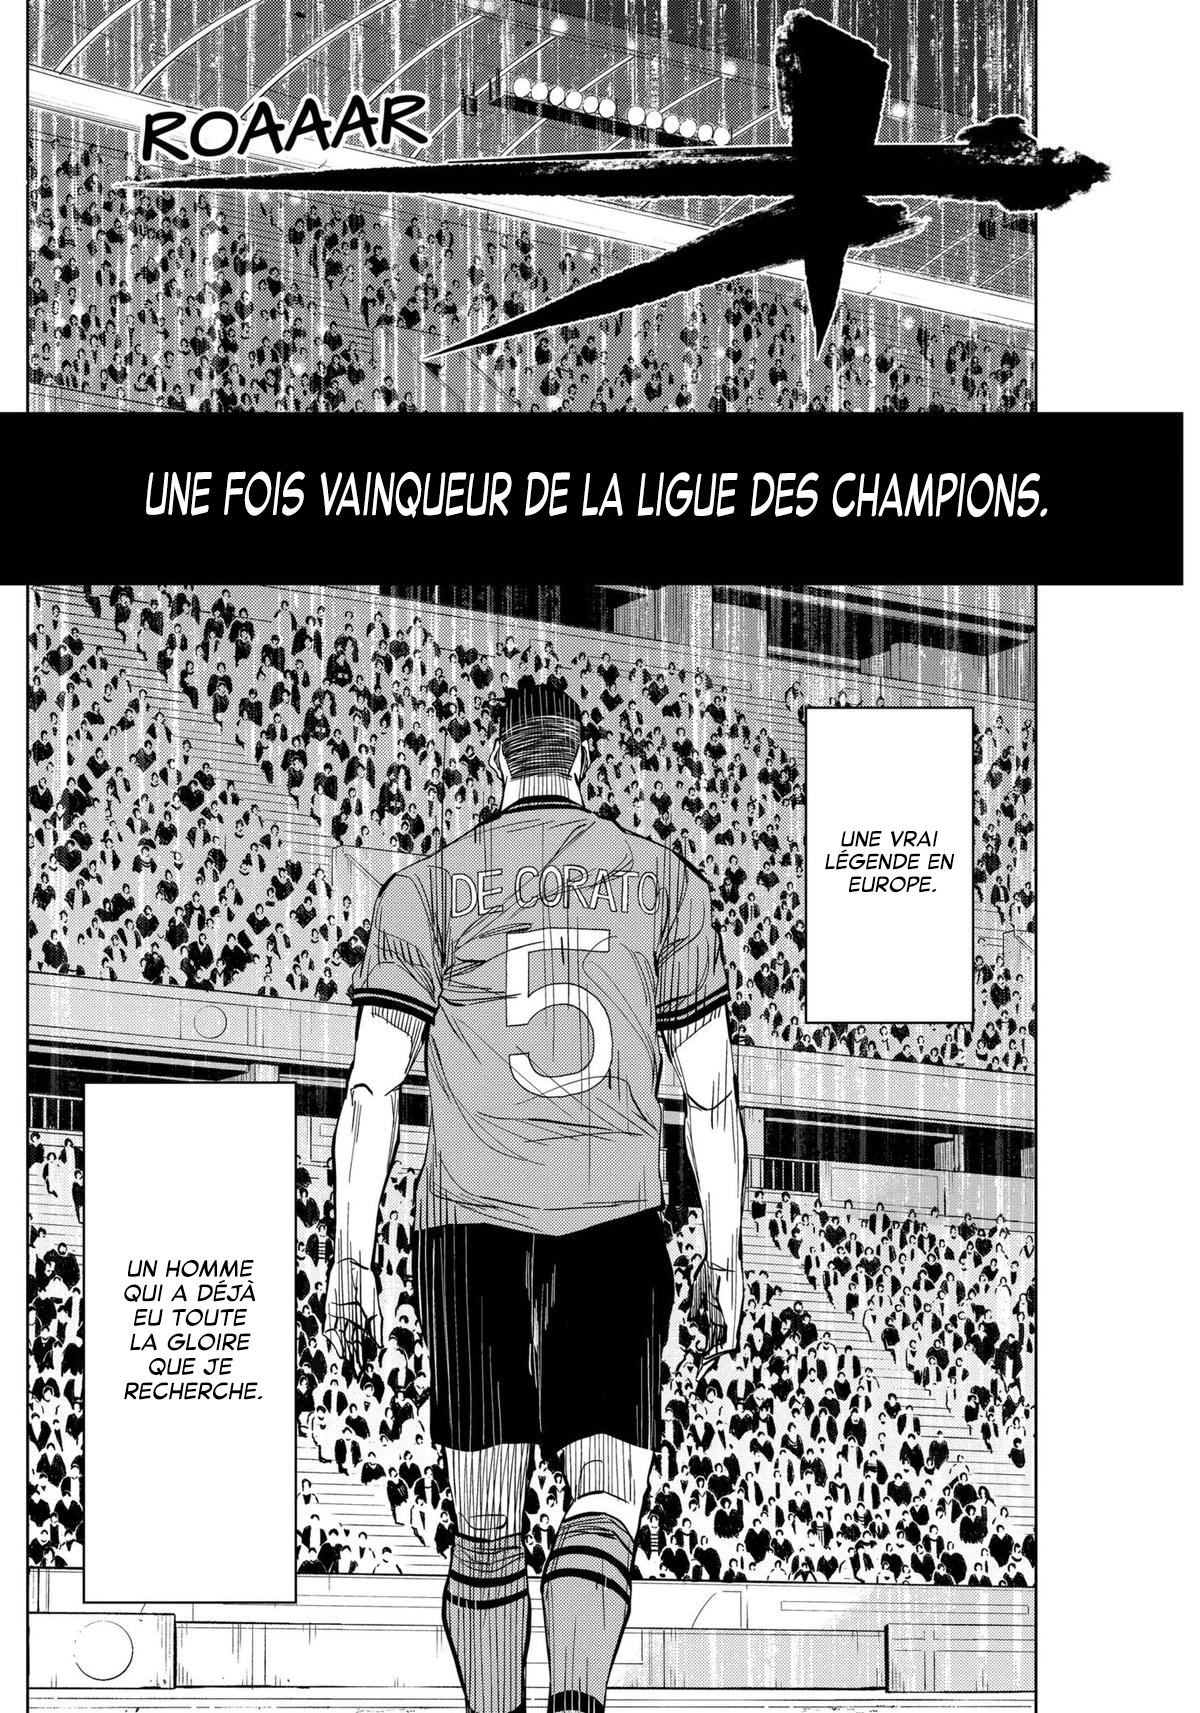 ROAAAR
UNE FOIS VAINQUEUR DE LA LIGUE DES CHAMPIONS.
UNE VRAI
LÉGENDE EN
EUROPE.
DE CORATO
5
UN HOMME
QUI A DÉJÀ
EU TOUTE
LA GLOIRE
QUE JE
RECHERCHE.